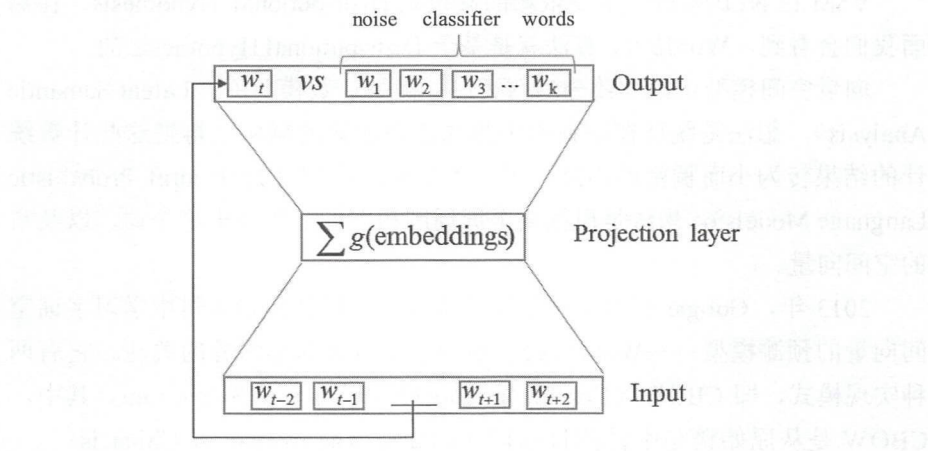 noise classifier words
w_t vs w_1 w_2 w_3 ... w_k Output
∑ g(embeddings) Projection layer
w_{t-2} w_{t-1} w_{t+1} w_{t+2} Input